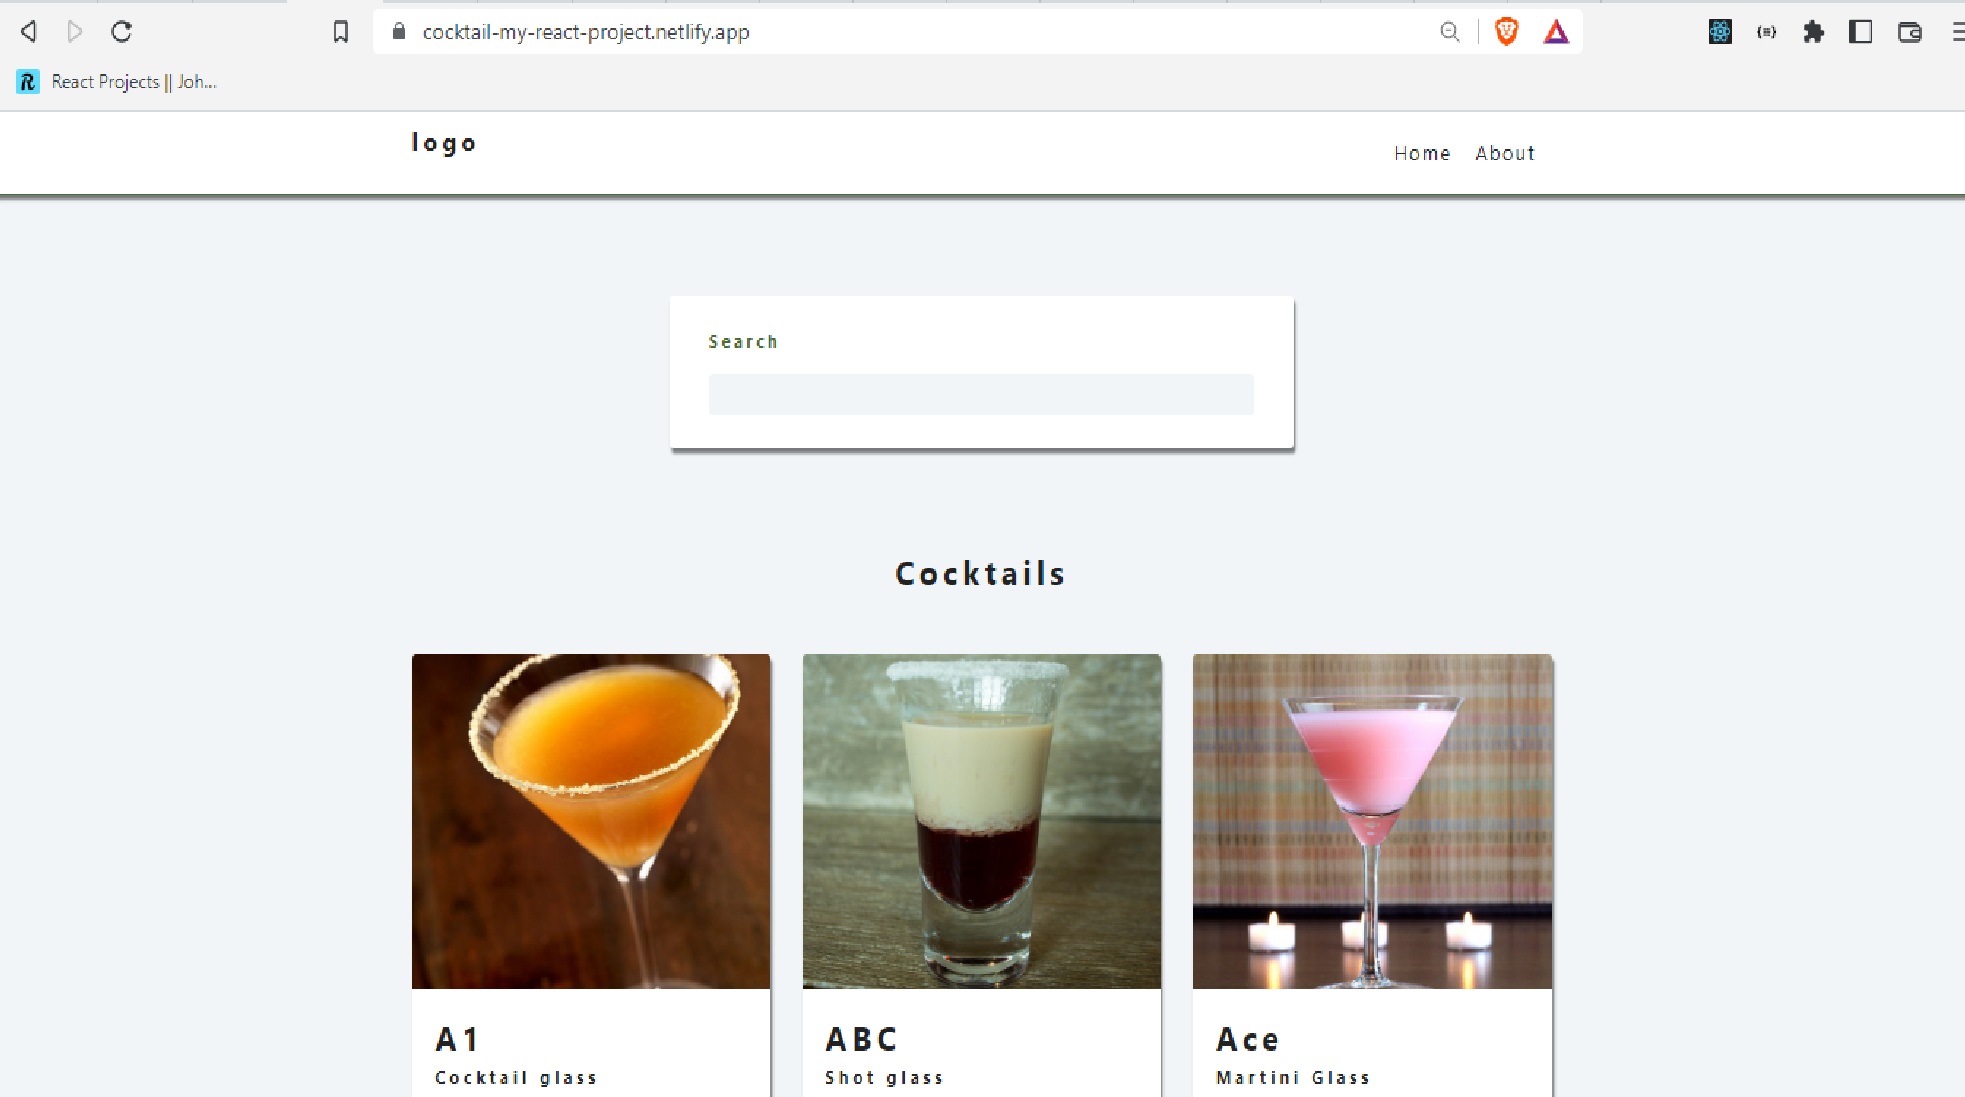 cocktail-my-react-project.netlify.app
React Projects || Joh...
logo
Home About
Search
Cocktails
A1
Cocktail glass
ABC
Shot glass
Ace
Martini Glass